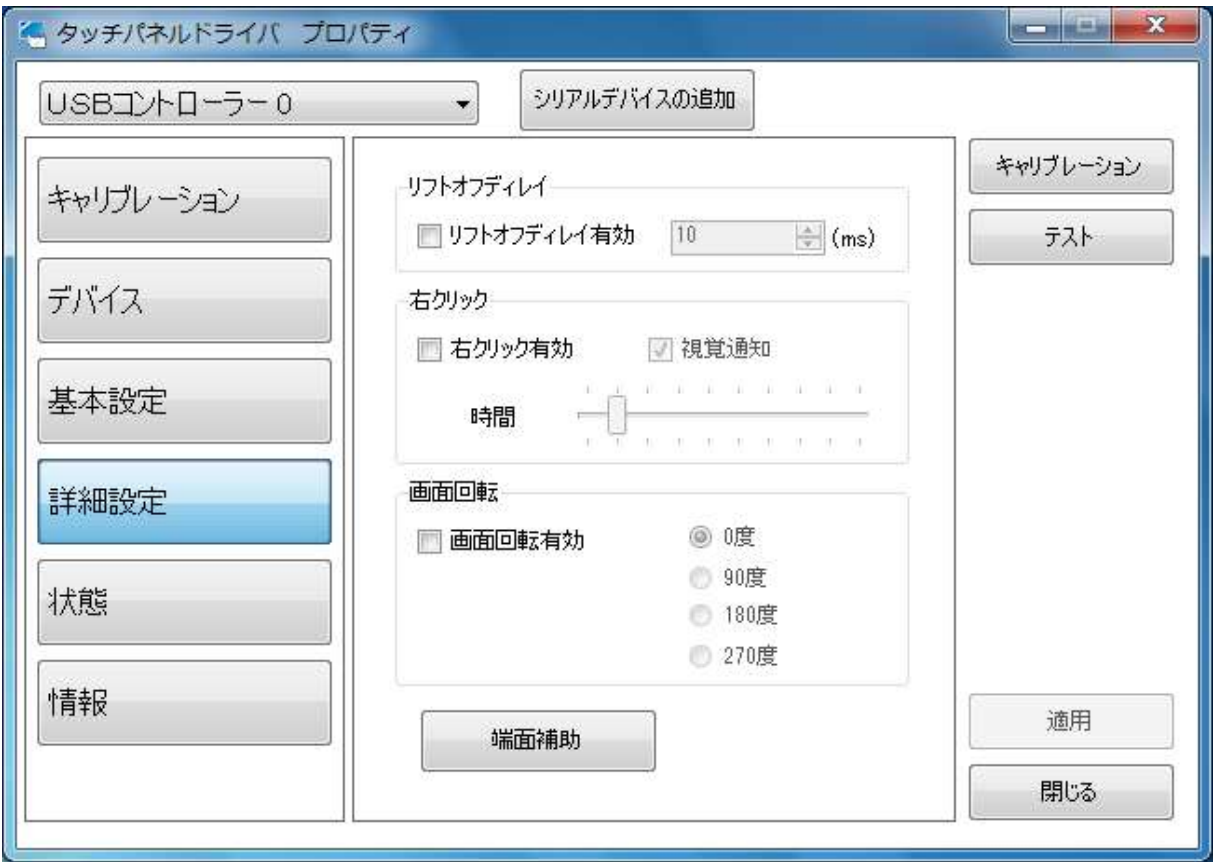 タッチパネルドライバ プロパティ
USBコントローラー 0
シリアルデバイスの追加
キャリブレーション
デバイス
基本設定
詳細設定
状態
情報
リフトオフディレイ
リフトオフディレイ有効 10 (ms)
右クリック
右クリック有効 視覚通知
時間
画面回転
画面回転有効 0度
90度
180度
270度
端面補助
キャリブレーション
テスト
適用
閉じる